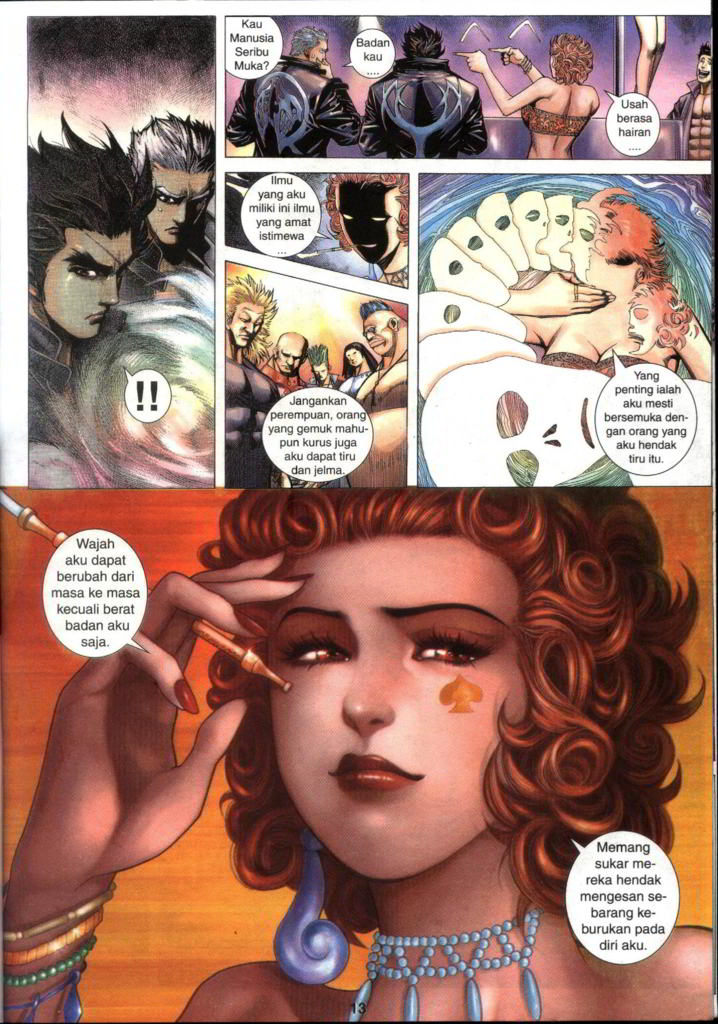 Kau
Manusia
Seribu
Muka?
Badan
kau
....
Usah
berasa
hairan
....
!!
Ilmu
yang aku
miliki ini ilmu
yang amat
istimewa
...
Jangankan
perempuan, orang
yang gemuk mahu-
pun kurus juga
aku dapat tiru
dan jelma.
Yang
penting ialah
aku mesti
bersemuka den-
gan orang yang
aku hendak
tiru itu.
Wajah
aku dapat
berubah dari
masa ke masa
kecuali berat
badan aku
saja.
Memang
sukar me-
reka hendak
mengesan se-
barang ke-
burukan pada
diri aku.
13